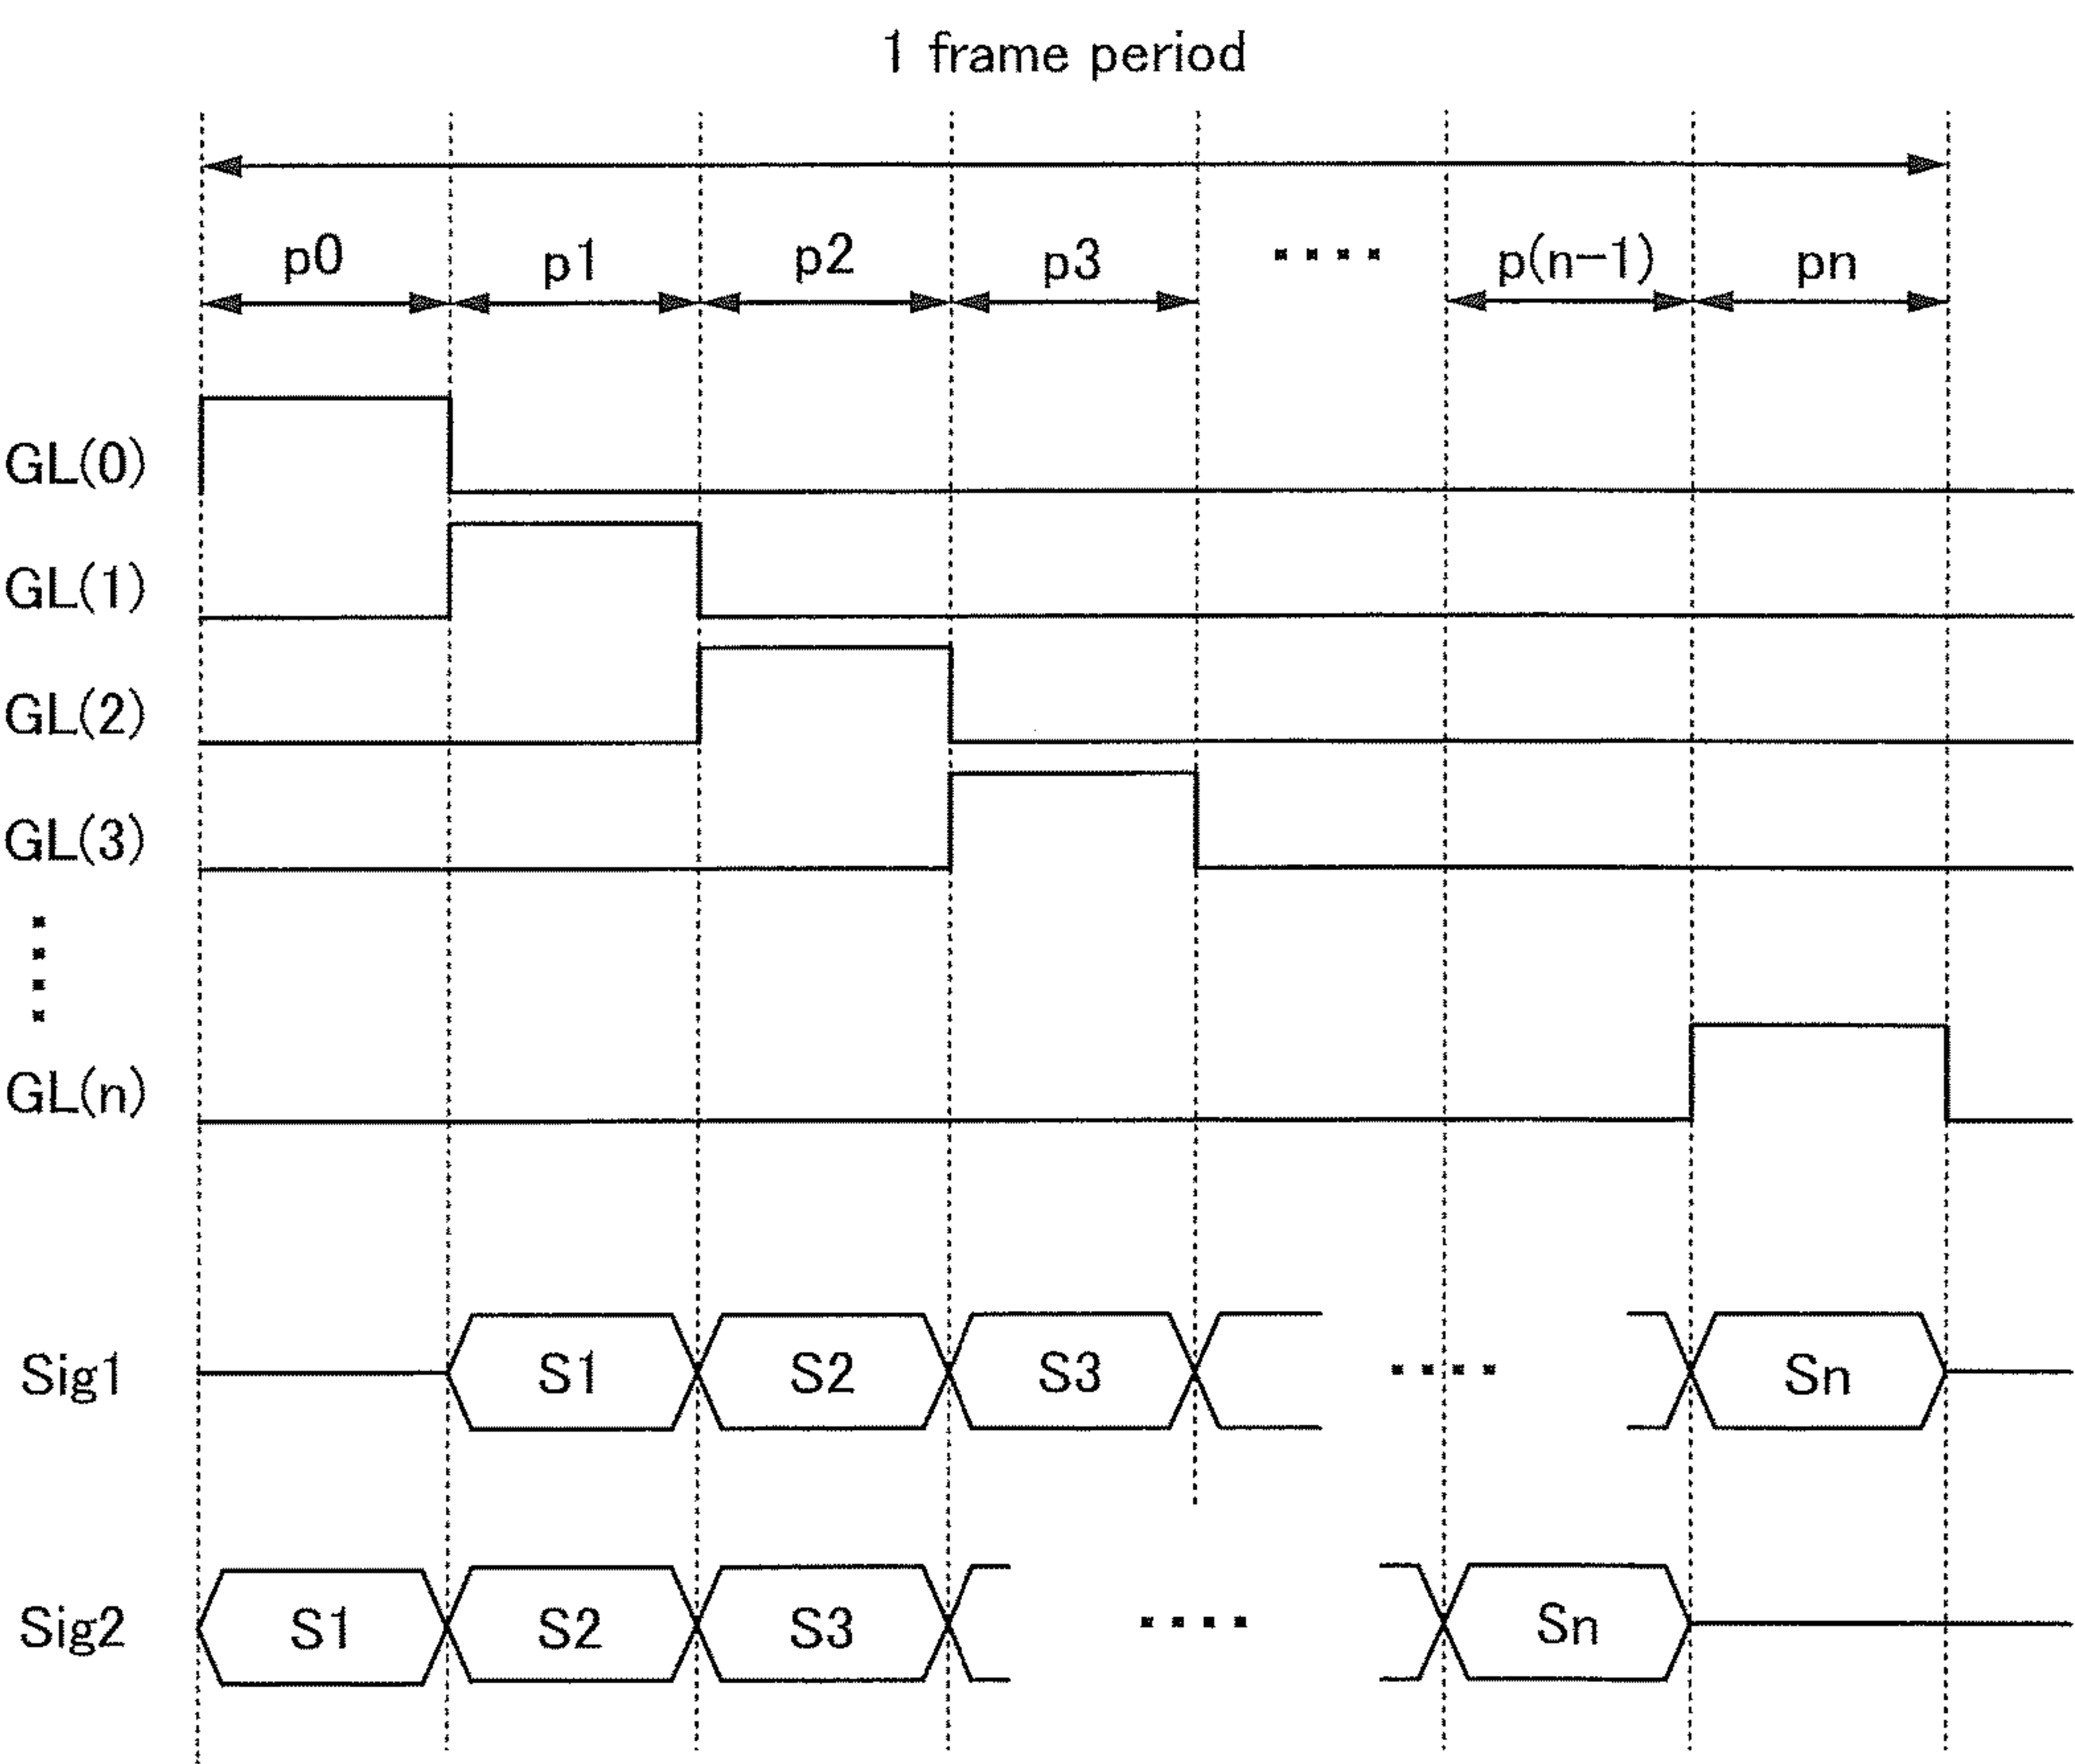 1 frame period
p0 p1 p2 p3 ···· p(n-1) pn
GL(0)
GL(1)
GL(2)
GL(3)
····
GL(n)
Sig1 S1 S2 S3 ···· Sn
Sig2 S1 S2 S3 ···· Sn